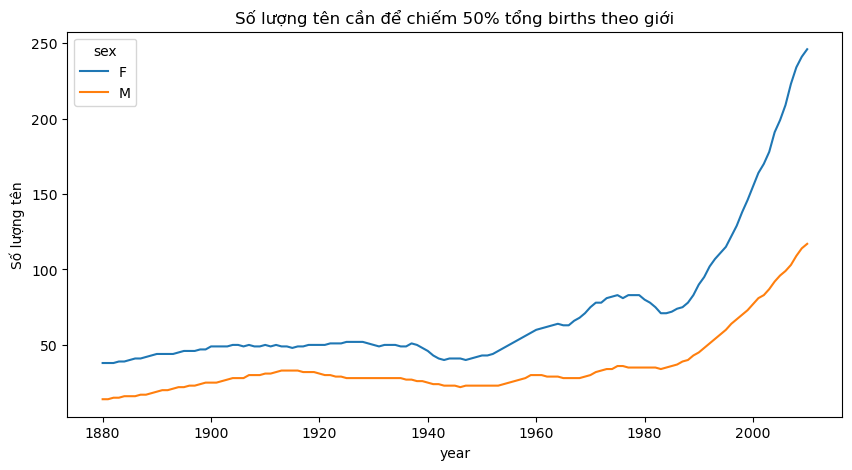 Số lượng tên cần để chiếm 50% tổng births theo giới
sex
F
M
Số lượng tên
250
200
150
100
50
1880
1900
1920
1940
1960
1980
2000
year